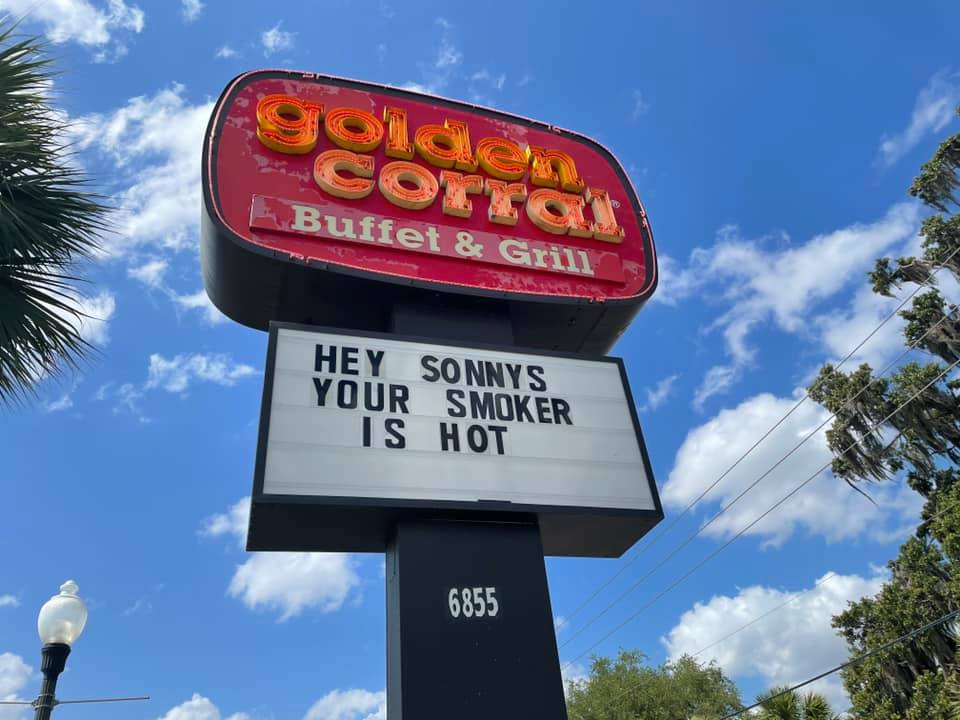 golden
corral®
Buffet & Grill
HEY SONNYS
YOUR SMOKER
IS HOT
6855